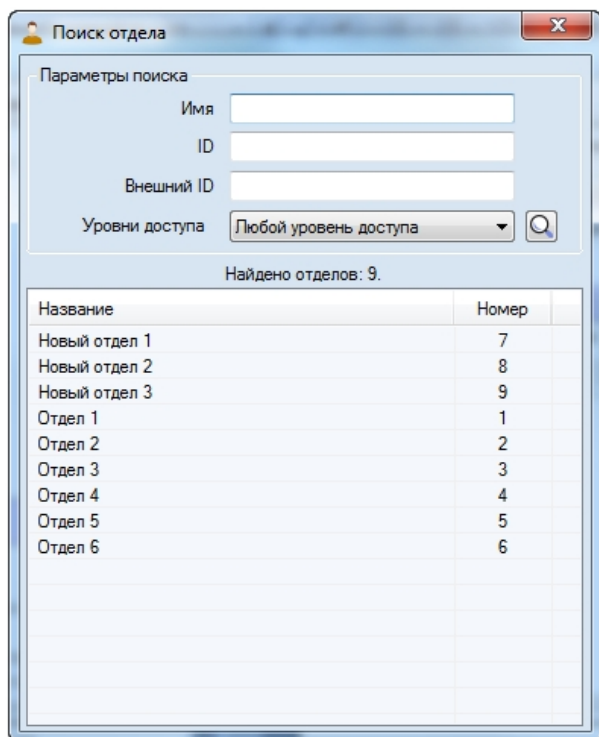 Поиск отдела
Параметры поиска
Имя
ID
Внешний ID
Уровни доступа Любой уровень доступа
Найдено отделов: 9.
Название Номер
Новый отдел 1 7
Новый отдел 2 8
Новый отдел 3 9
Отдел 1 1
Отдел 2 2
Отдел 3 3
Отдел 4 4
Отдел 5 5
Отдел 6 6